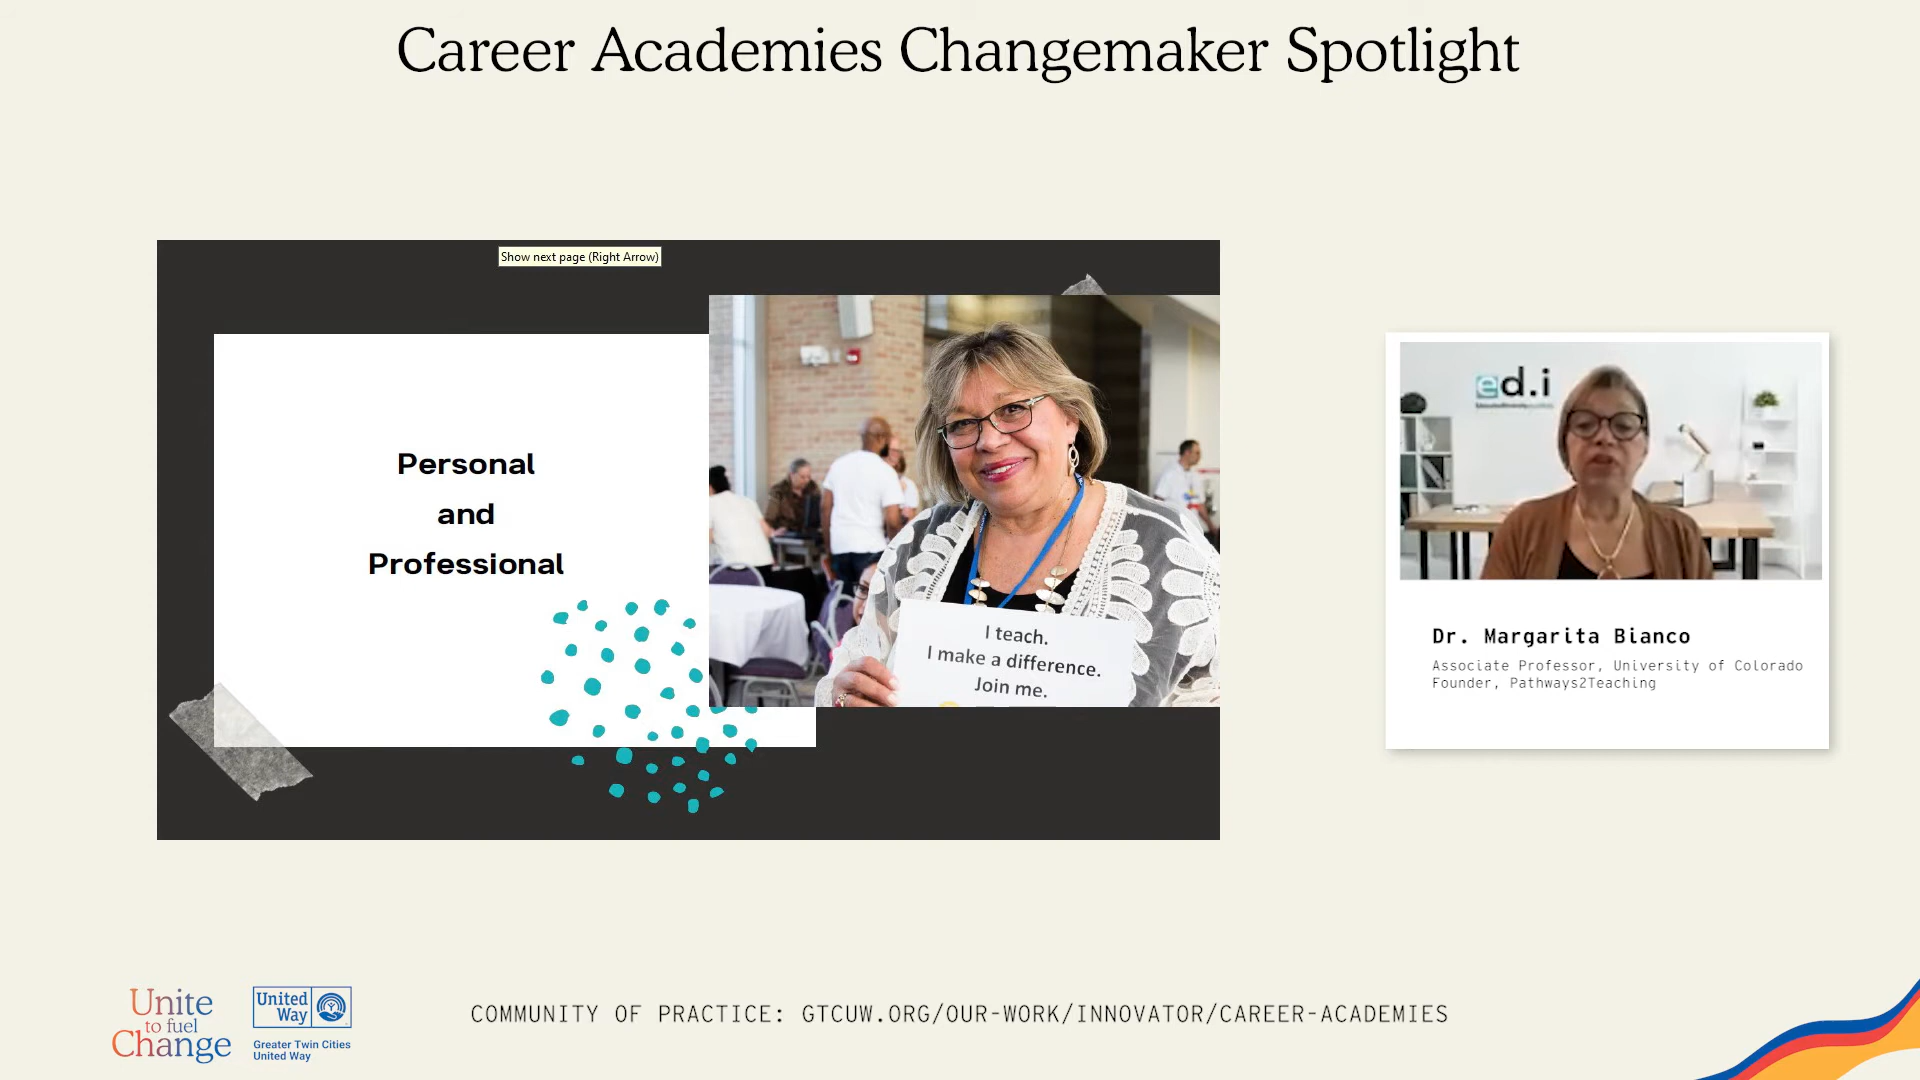 Career Academies Changemaker Spotlight
Show next page (Right Arrow)
Personal
and
Professional
I teach.
I make a difference.
Join me.
ed.i
Dr. Margarita Bianco
Associate Professor, University of Colorado
Founder, Pathways2Teaching
Unite
to fuel
Change
United
Way
Greater Twin Cities
United Way
COMMUNITY OF PRACTICE: GTCUW.ORG/OUR-WORK/INNOVATOR/CAREER-ACADEMIES